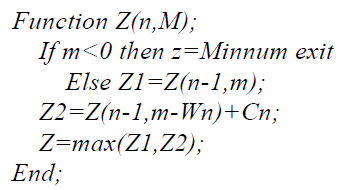 Function Z(n,M);
If m<0 then z=Minnum exit
Else Z1=Z(n-1,m);
Z2=Z(n-1,m-Wn)+Cn;
Z=max(Z1,Z2);
End;